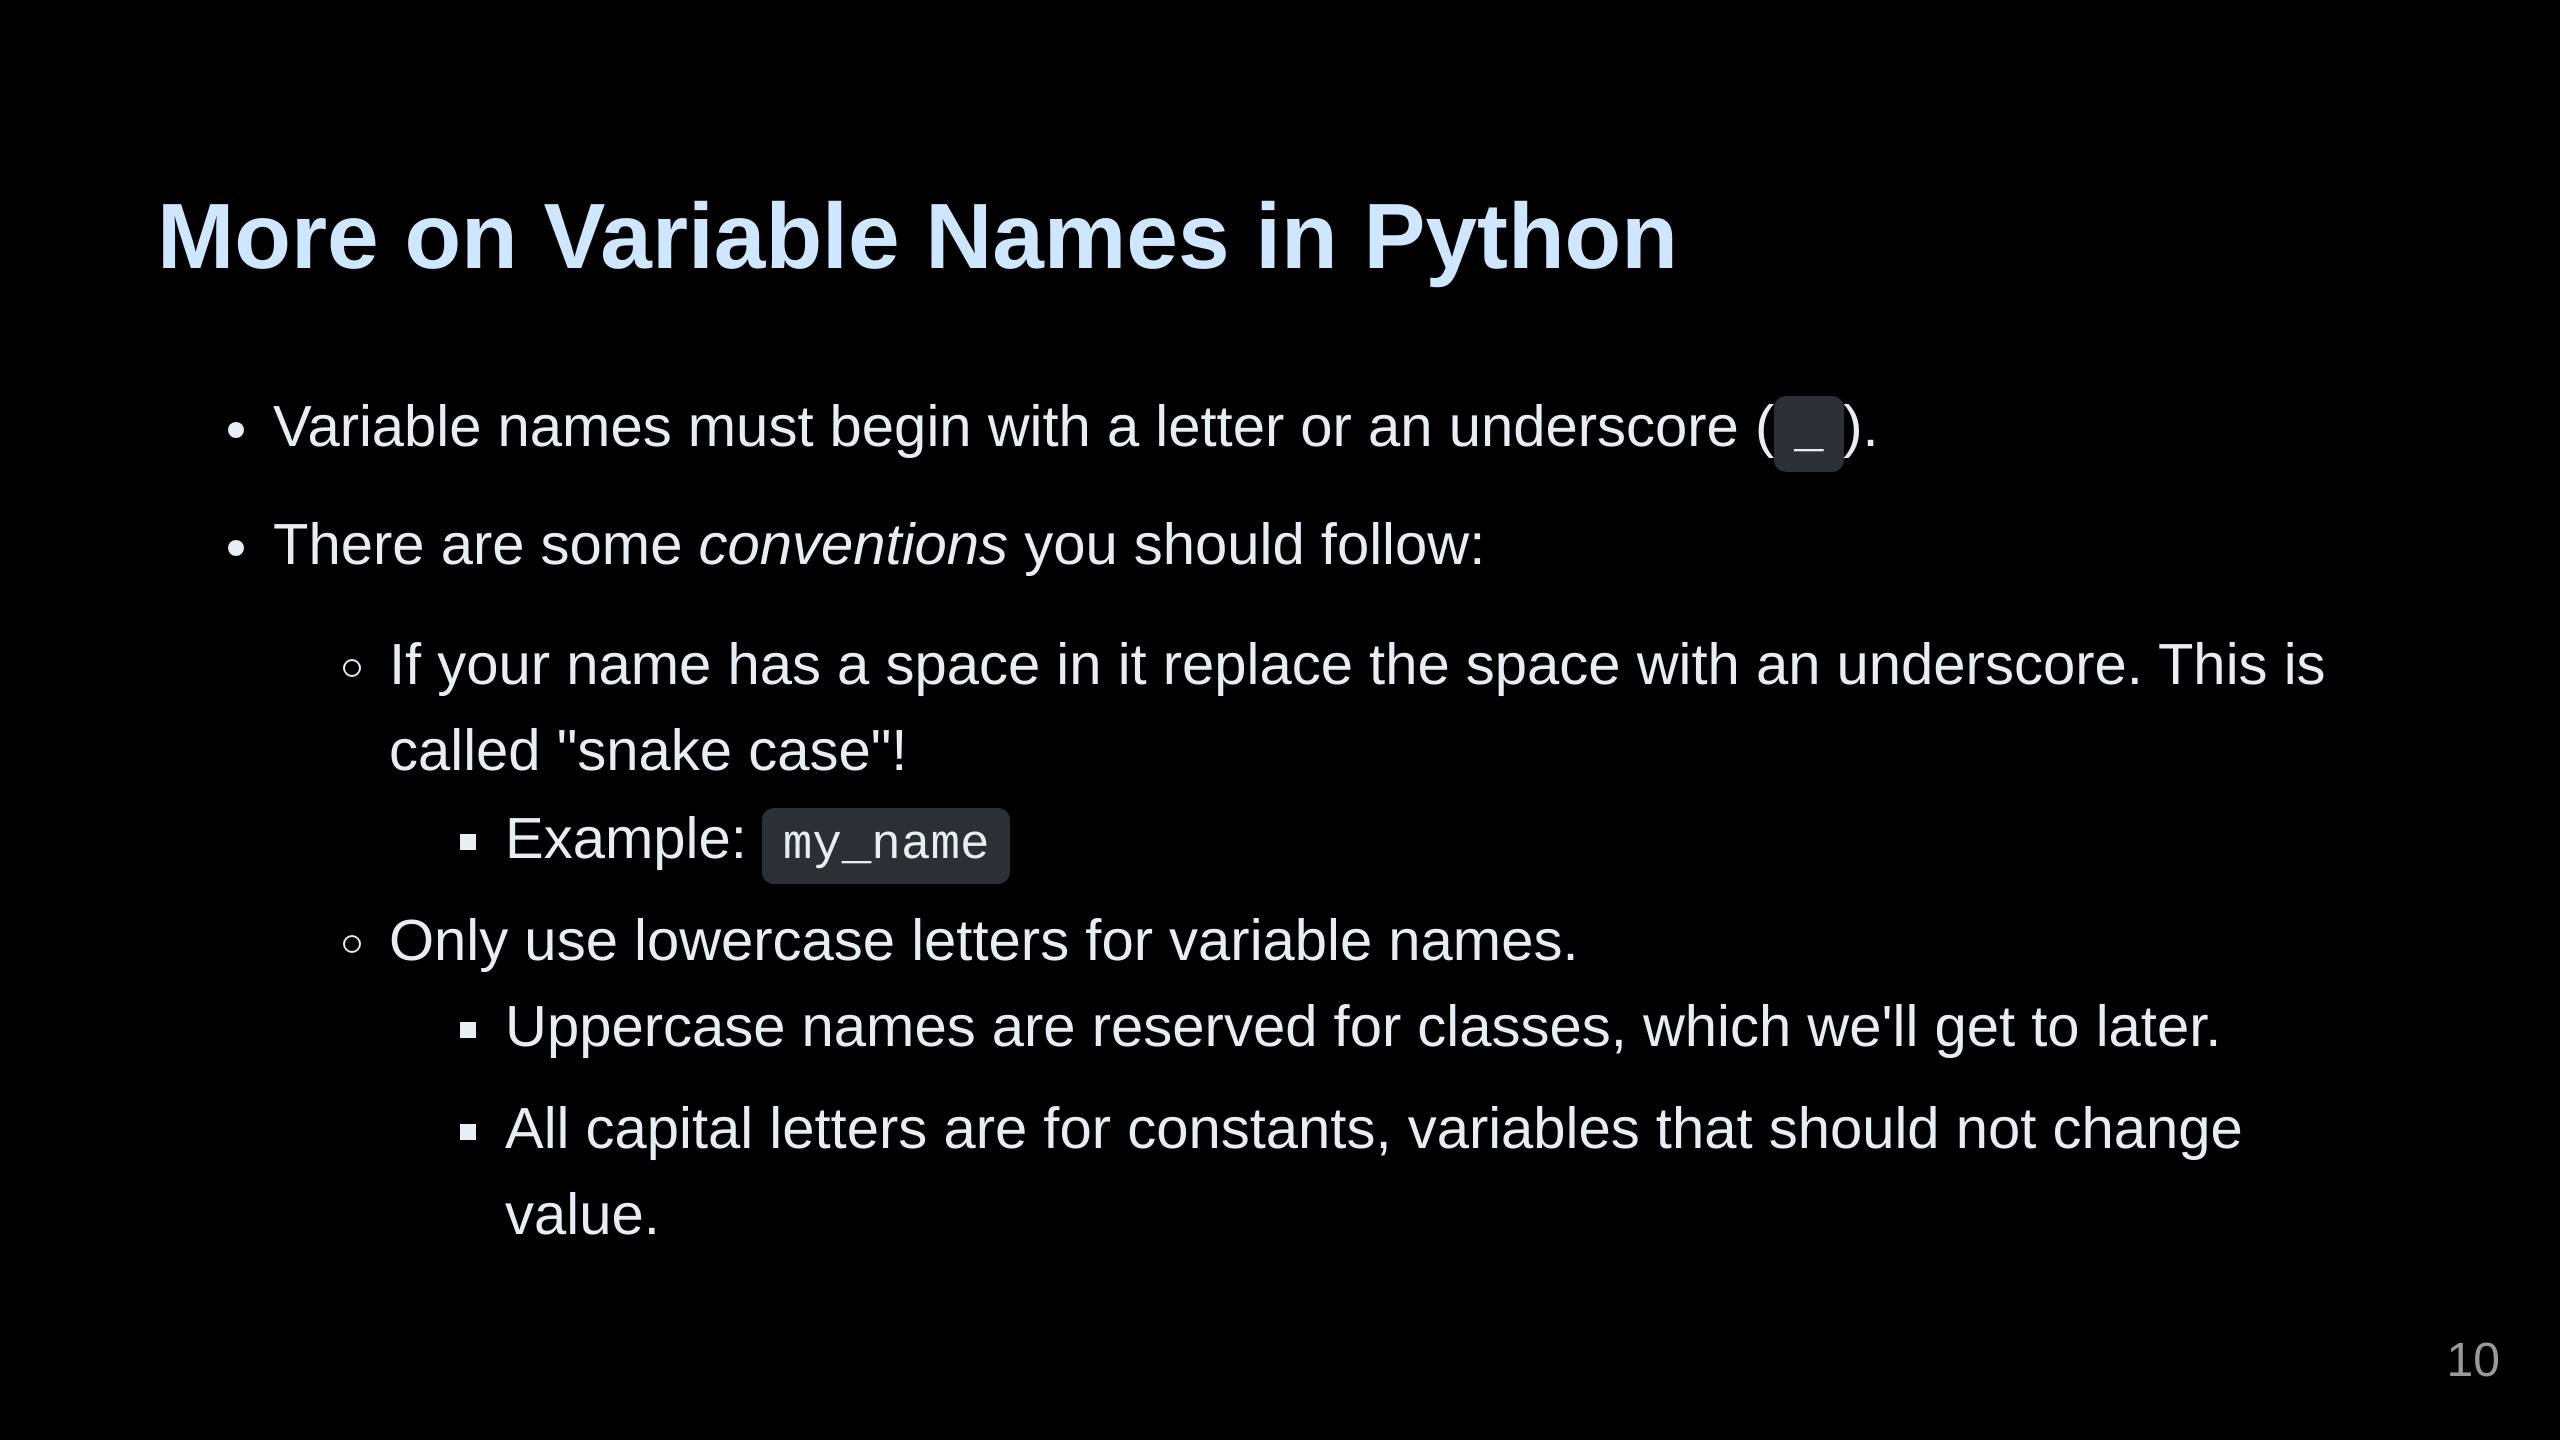 More on Variable Names in Python
Variable names must begin with a letter or an underscore ( _ ).
There are some conventions you should follow:
If your name has a space in it replace the space with an underscore. This is
called "snake case"!
Example: my_name
Only use lowercase letters for variable names.
Uppercase names are reserved for classes, which we'll get to later.
All capital letters are for constants, variables that should not change
value.
10